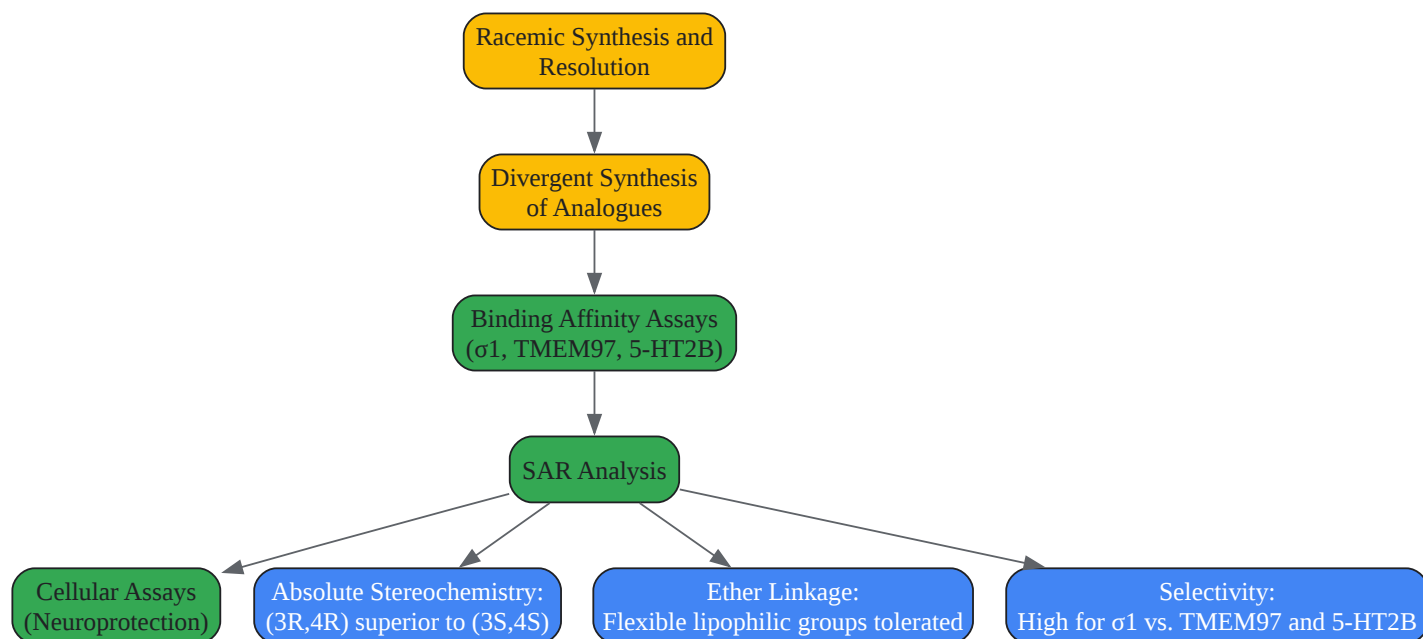 Racemic Synthesis and
Resolution
Divergent Synthesis
of Analogues
Binding Affinity Assays
(σ1, TMEM97, 5-HT2B)
SAR Analysis
Cellular Assays
(Neuroprotection)
Absolute Stereochemistry:
(3R,4R) superior to (3S,4S)
Ether Linkage:
Flexible lipophilic groups tolerated
Selectivity:
High for σ1 vs. TMEM97 and 5-HT2B